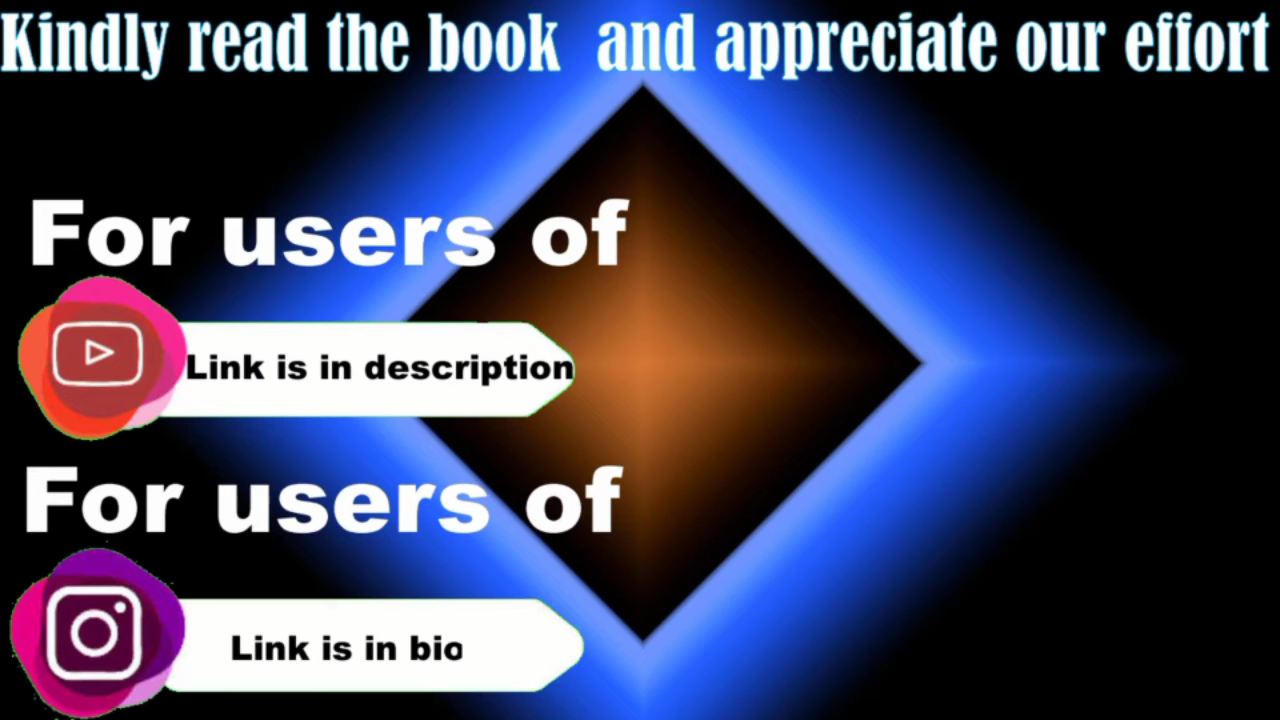 Kindly read the book and appreciate our effort
For users of
Link is in description
For users of
Link is in bio